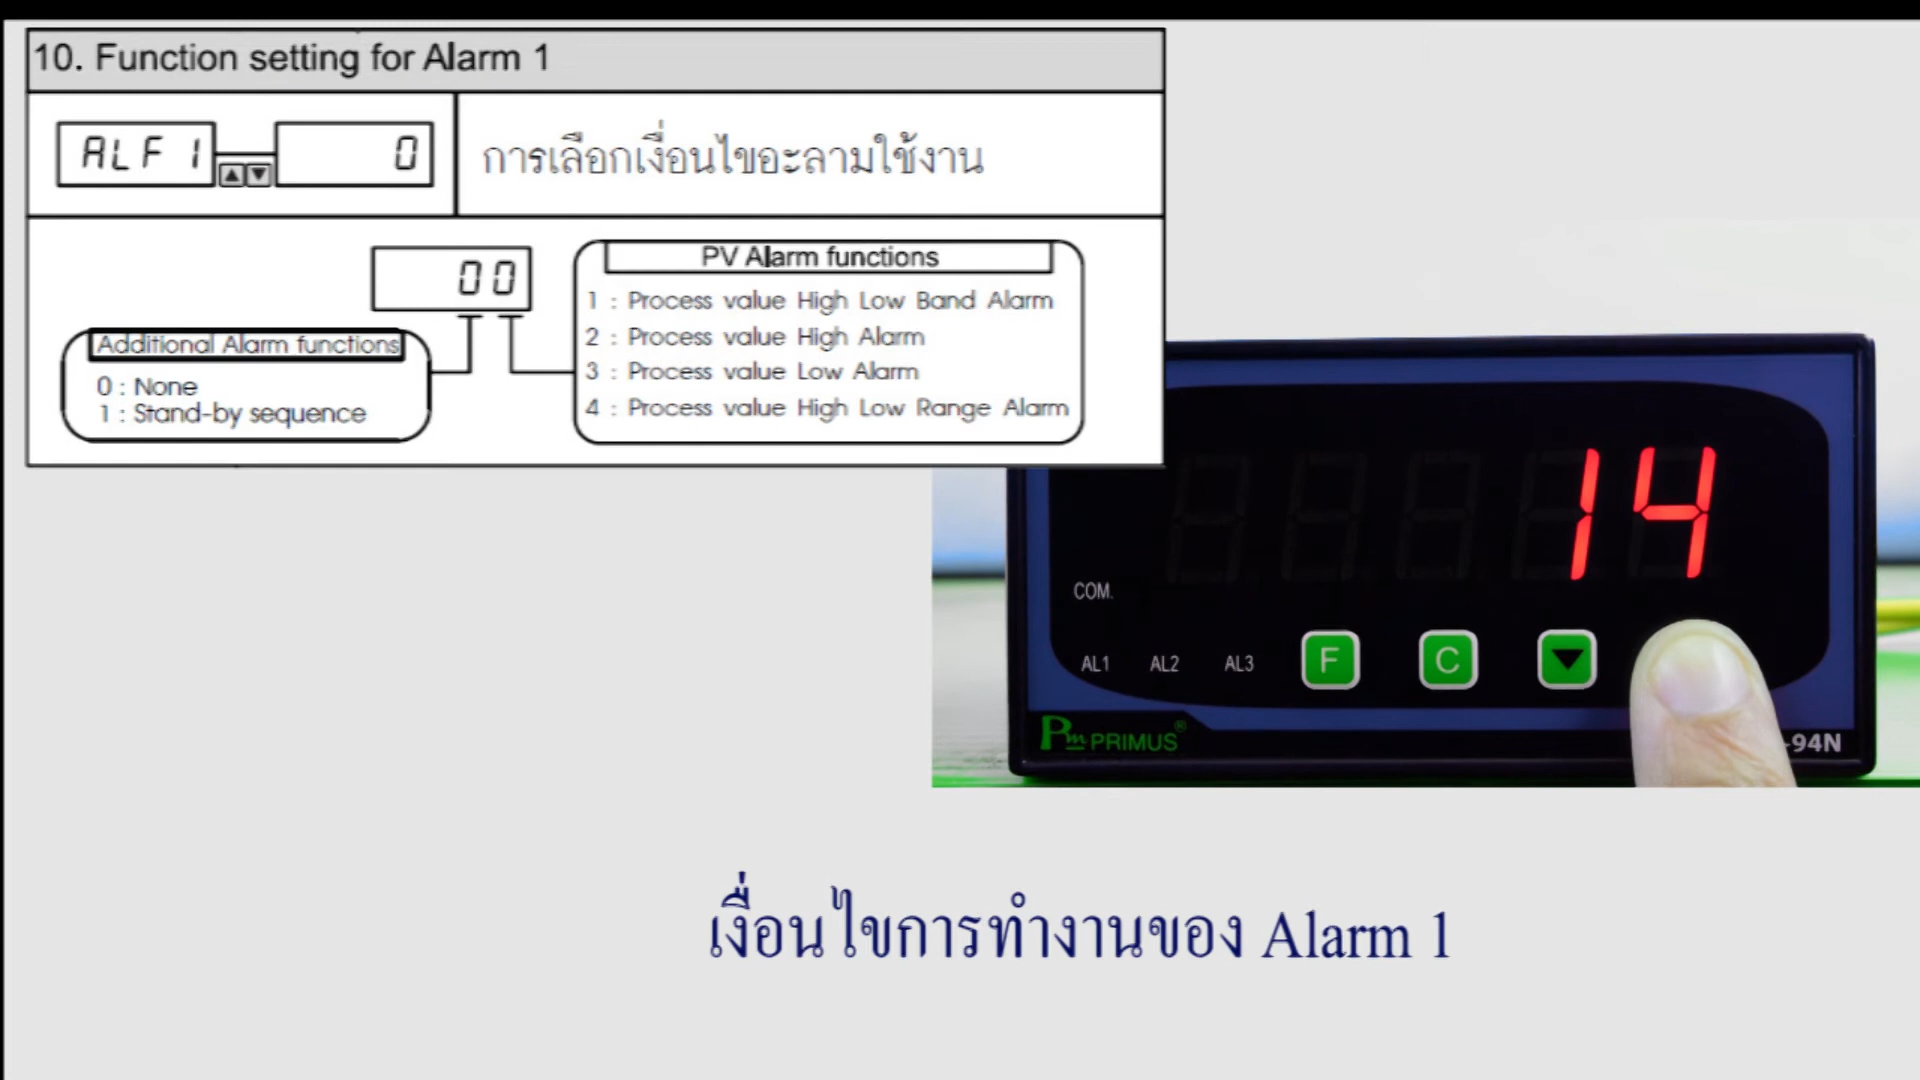 10. Function setting for Alarm 1
ALF 1 ▲▼ 0
การเลือกเงื่อนไขอะลามใช้งาน
00
PV Alarm functions
1 : Process value High Low Band Alarm
2 : Process value High Alarm
3 : Process value Low Alarm
4 : Process value High Low Range Alarm
Additional Alarm functions
0 : None
1 : Stand-by sequence
14
COM.
AL1 AL2 AL3 F C ▼
Pm PRIMUS®
-94N
เงื่อนไขการทำงานของ Alarm 1